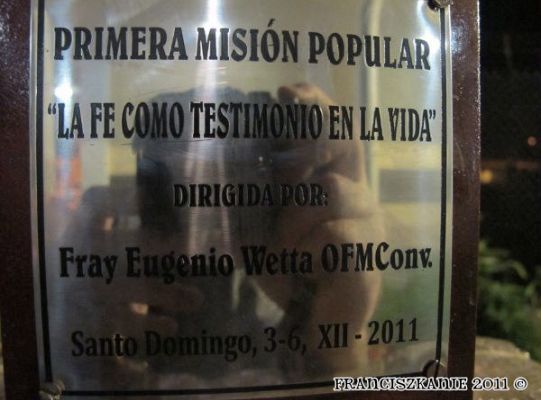 PRIMERA MISIÓN POPULAR
"LA FE COMO TESTIMONIO EN LA VIDA"
DIRIGIDA POR:
Fray Eugenio Wetta OFMConv.
Santo Domingo, 3-6, XII - 2011
FRANCISZKANIE 2011 ©